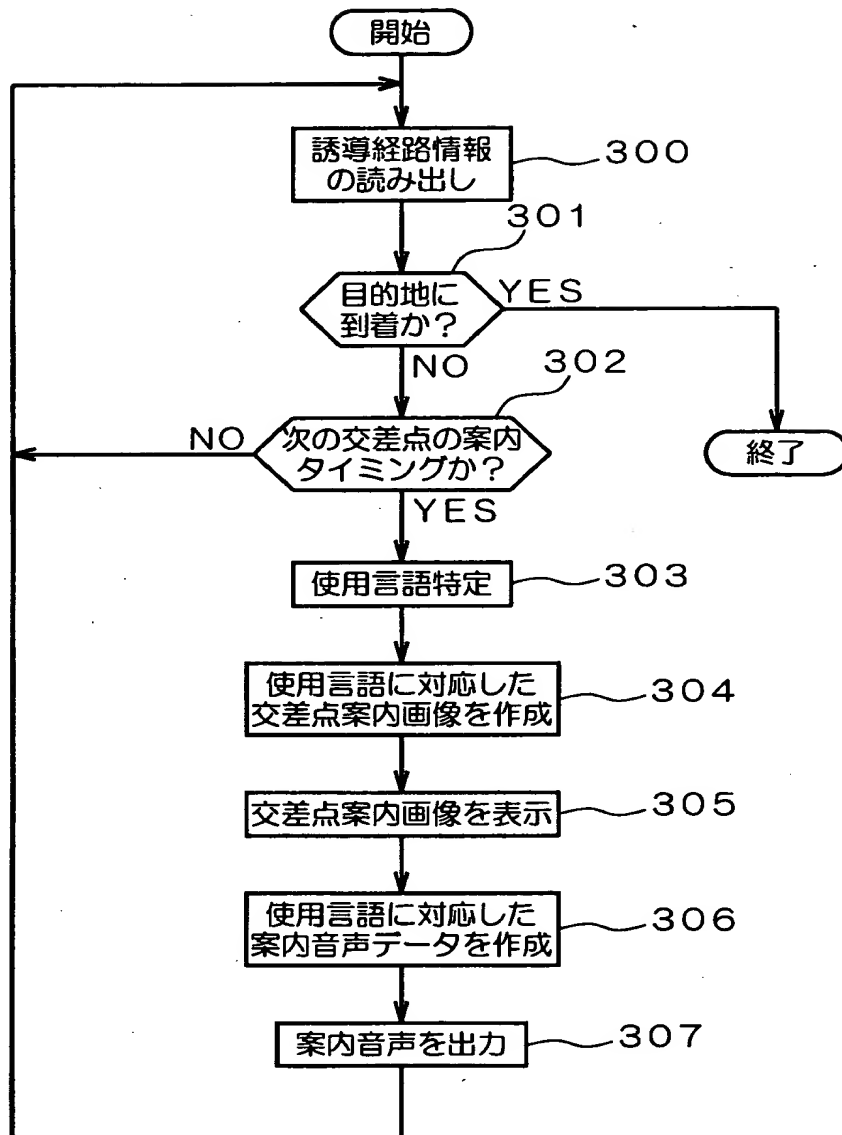 開始
誘導経路情報
の読み出し
300
301
目的地に
到着か?
YES
NO
302
次の交差点の案内
タイミングか?
NO
YES
終了
使用言語特定
303
使用言語に対応した
交差点案内画像を作成
304
交差点案内画像を表示
305
使用言語に対応した
案内音声データを作成
306
案内音声を出力
307